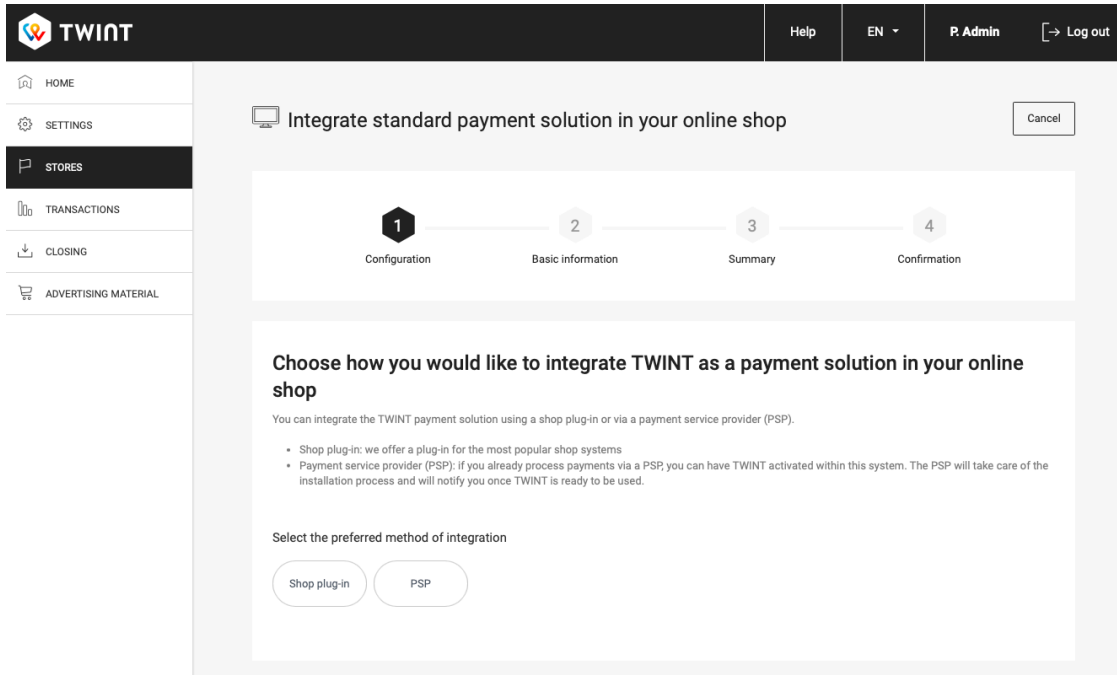 TWINT
Help
EN
P. Admin
Log out
HOME
SETTINGS
STORES
TRANSACTIONS
CLOSING
ADVERTISING MATERIAL
Integrate standard payment solution in your online shop
Cancel
1
2
3
4
Configuration
Basic information
Summary
Confirmation
Choose how you would like to integrate TWINT as a payment solution in your online
shop
You can integrate the TWINT payment solution using a shop plug-in or via a payment service provider (PSP).
• Shop plug-in: we offer a plug-in for the most popular shop systems
• Payment service provider (PSP): if you already process payments via a PSP, you can have TWINT activated within this system. The PSP will take care of the
installation process and will notify you once TWINT is ready to be used.
Select the preferred method of integration
Shop plug-in
PSP